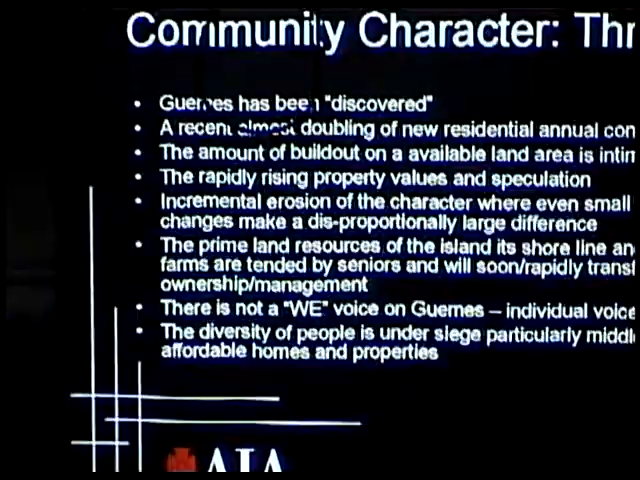 Community Character: Thr
• Guemes has been "discovered"
• A recent almost doubling of new residential annual con
• The amount of buildout on a available land area is intim
• The rapidly rising property values and speculation
• Incremental erosion of the character where even small
changes make a dis-proportionally large difference
• The prime land resources of the island its shore line an
farms are tended by seniors and will soon/rapidly transf
ownership/management
• There is not a "WE" voice on Guemes – individual voice
• The diversity of people is under siege particularly middl
affordable homes and properties
AIA